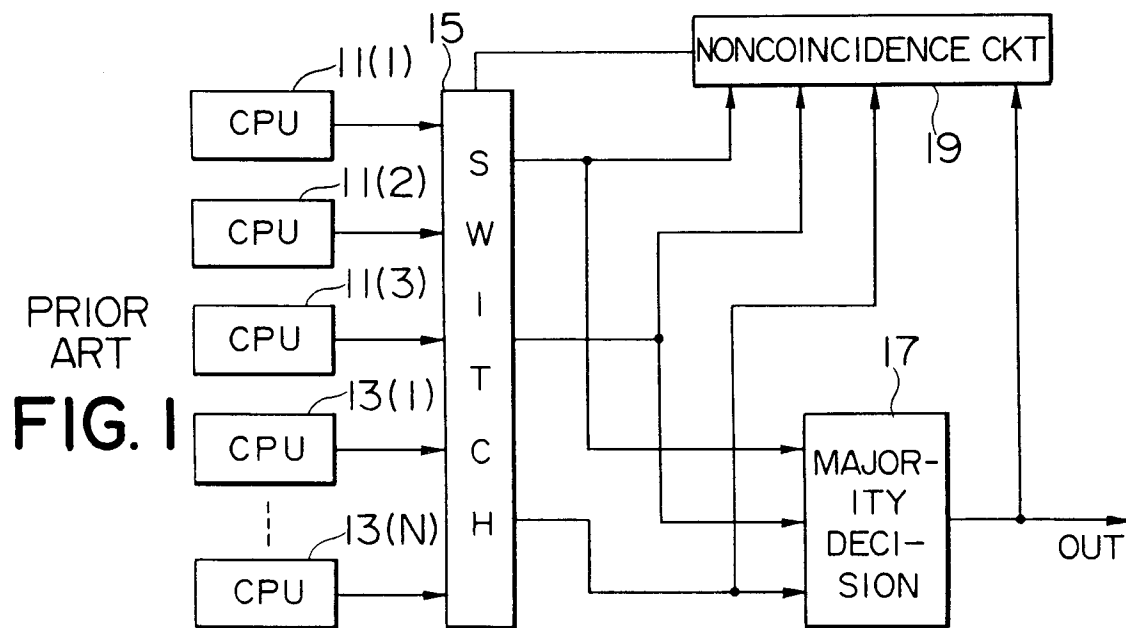 15
NONCOINCIDENCE CKT
19
11(1)
CPU
11(2)
CPU
11(3)
CPU
13(1)
CPU
13(N)
CPU
SWITCH
PRIOR
ART
FIG. 1
17
MAJOR-
ITY
DECI-
SION
OUT